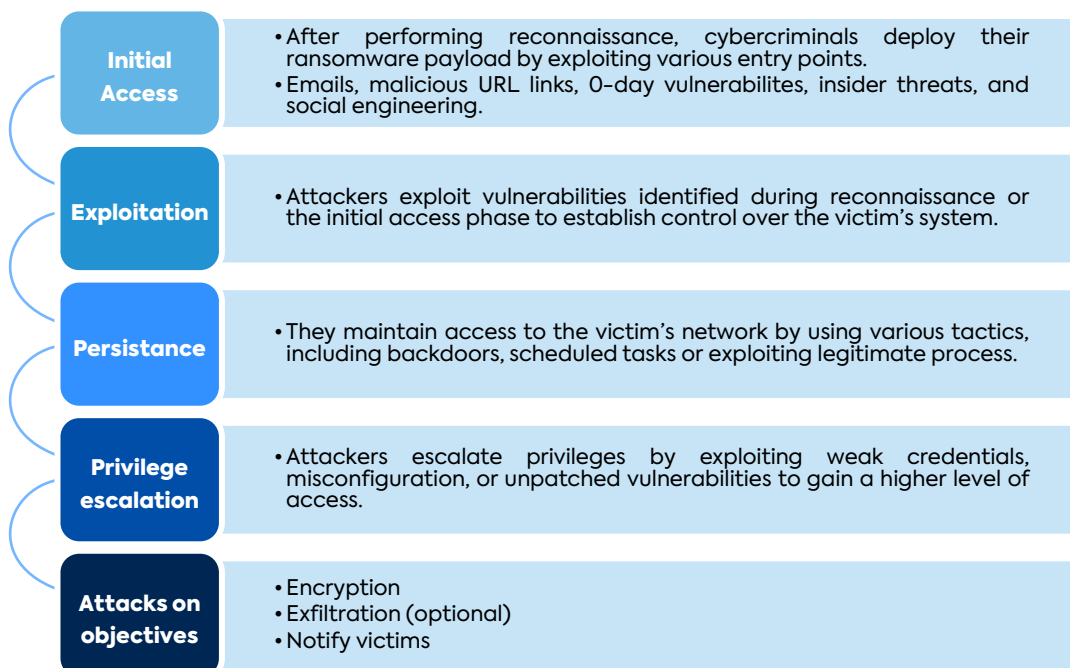 Initial
Access
• After performing reconnaissance, cybercriminals deploy their
ransomware payload by exploiting various entry points.
• Emails, malicious URL links, 0-day vulnerabilites, insider threats, and
social engineering.
Exploitation
• Attackers exploit vulnerabilities identified during reconnaissance or
the initial access phase to establish control over the victim's system.
Persistance
• They maintain access to the victim's network by using various tactics,
including backdoors, scheduled tasks or exploiting legitimate process.
Privilege
escalation
• Attackers escalate privileges by exploiting weak credentials,
misconfiguration, or unpatched vulnerabilities to gain a higher level of
access.
Attacks on
objectives
• Encryption
• Exfiltration (optional)
• Notify victims